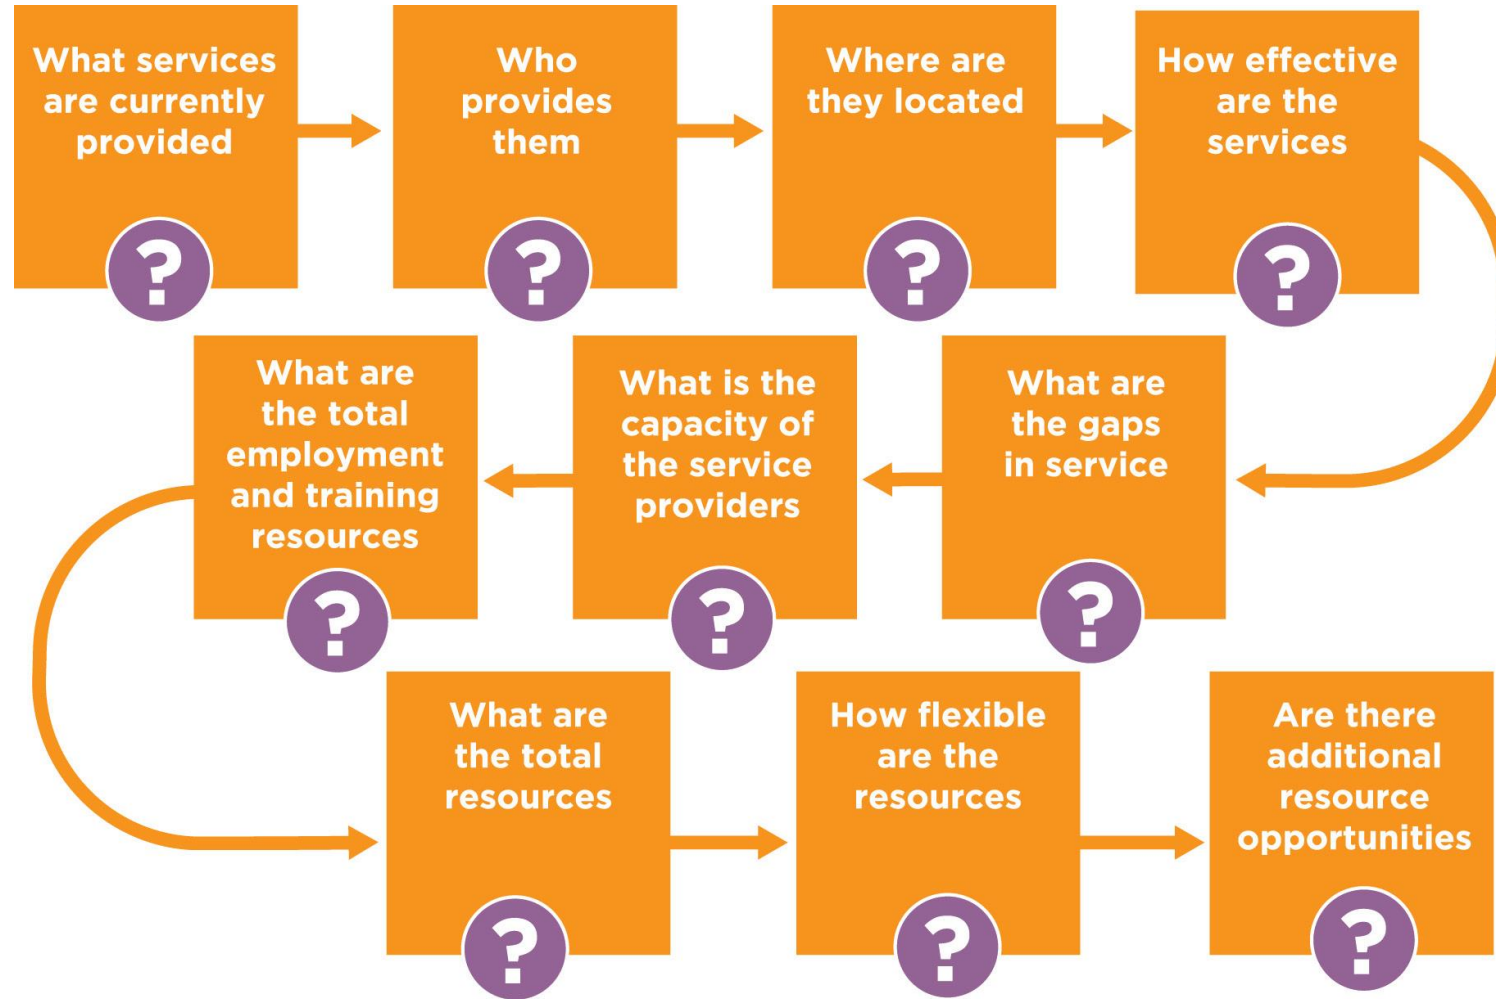 What services
are currently
provided
?
Who
provides
them
?
Where are
they located
?
How effective
are the
services
?
What are
the gaps
in service
?
What is the
capacity of
the service
providers
?
What are
the total
employment
and training
resources
?
What are
the total
resources
?
How flexible
are the
resources
?
Are there
additional
resource
opportunities
?